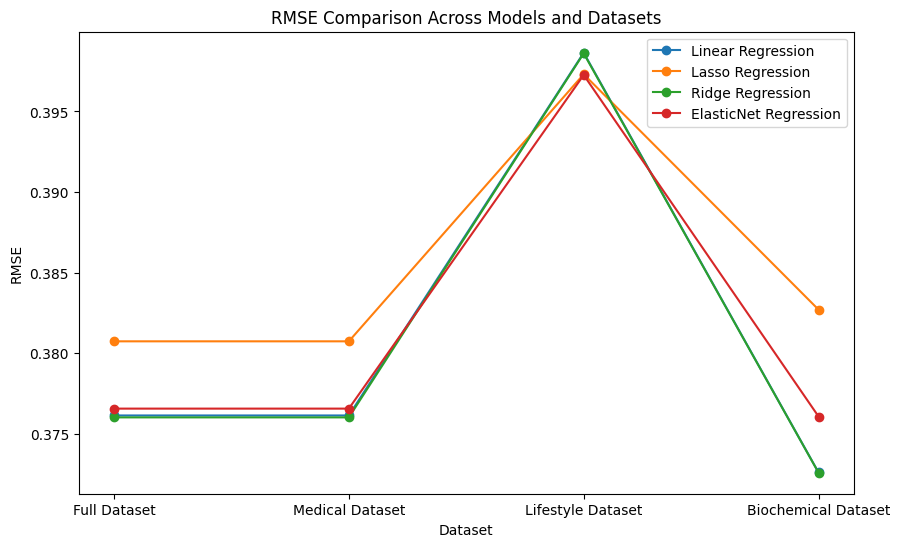 RMSE Comparison Across Models and Datasets
Linear Regression
Lasso Regression
Ridge Regression
ElasticNet Regression
0.395
0.390
0.385
0.380
0.375
RMSE
Full Dataset
Medical Dataset
Lifestyle Dataset
Biochemical Dataset
Dataset